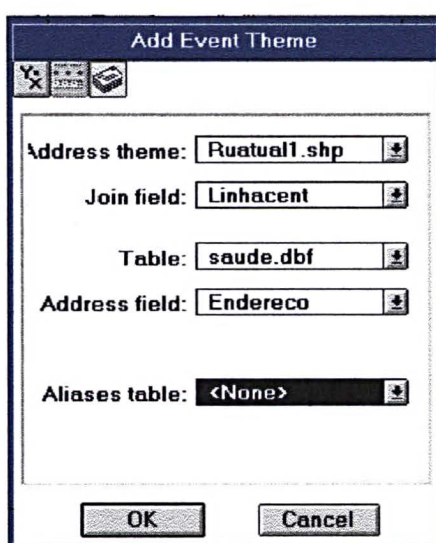 Add Event Theme
Address theme: Ruatual1.shp
Join field: Linhacent
Table: saude.dbf
Address field: Endereco
Aliases table: <None>
OK Cancel